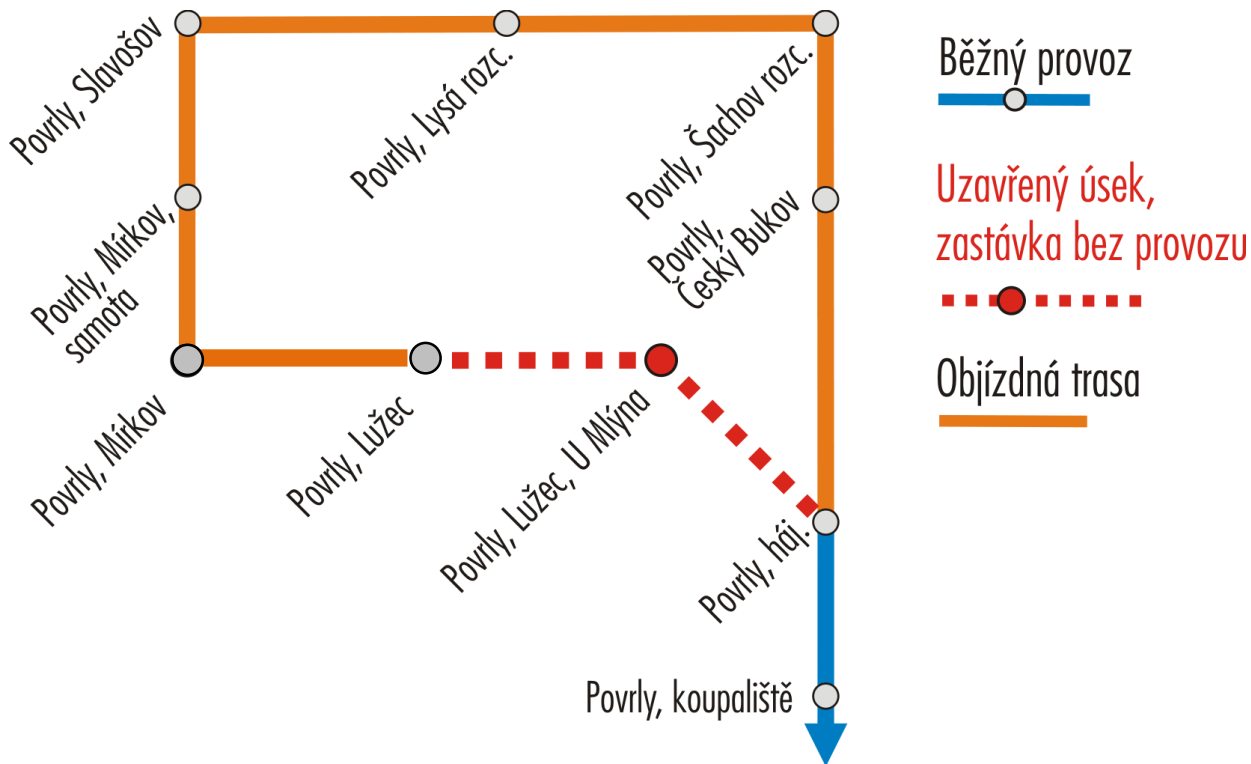 Povrly, Slavošov
Povrly, Lysá rozc.
Povrly, Šachov rozc.
Povrly,
Český Bukov
Povrly, Mírkov,
samota
Povrly, Mírkov
Povrly, Lužec
Povrly, Lužec, U Mlýna
Povrly, háj.
Povrly, koupaliště
Běžný provoz
Uzavřený úsek,
zastávka bez provozu
Objízdná trasa